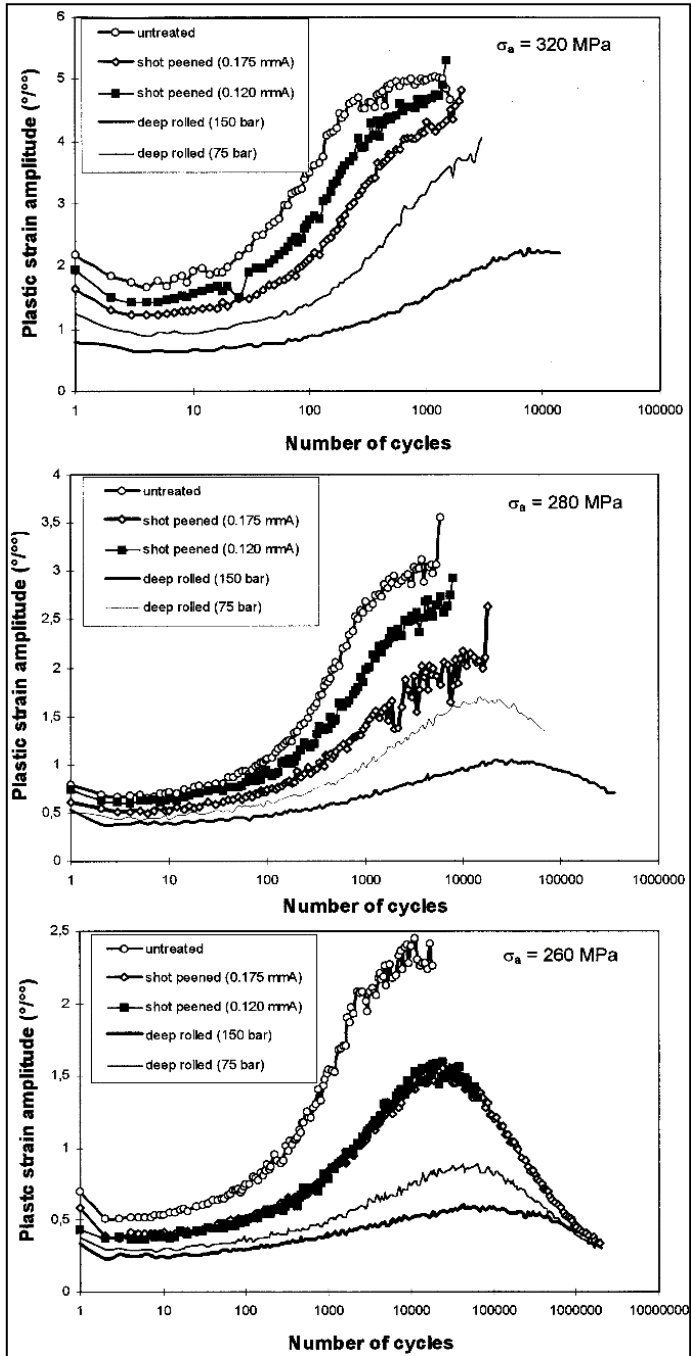 Plastic strain amplitude (°/°°)
6
5
4
3
2
1
0
untreated
shot peened (0.175 mmA)
shot peened (0.120 mmA)
deep rolled (150 bar)
deep rolled (75 bar)
σa = 320 MPa
1 10 100 1000 10000 100000
Number of cycles
Plastic strain amplitude (°/°°)
4
3,5
3
2,5
2
1,5
1
0,5
0
untreated
shot peened (0.175 mmA)
shot peened (0.120 mmA)
deep rolled (150 bar)
deep rolled (75 bar)
σa = 280 MPa
1 10 100 1000 10000 100000 1000000
Number of cycles
Plastc strain amplitude (°/°°)
2,5
2
1,5
1
0,5
0
untreated
shot peened (0.175 mmA)
shot peened (0.120 mmA)
deep rolled (150 bar)
deep rolled (75 bar)
σa = 260 MPa
1 10 100 1000 10000 100000 1000000 10000000
Number of cycles